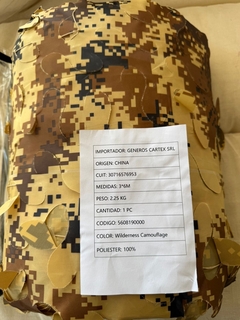 IMPORTADOR: GENEROS CARTEX SRL
ORIGEN: CHINA
CUIT: 30716576953
MEDIDAS: 3*6M
PESO: 2.25 KG
CANTIDAD: 1 PC
CODIGO: 5608190000
COLOR: Wilderness Camouflage
POLIESTER: 100%